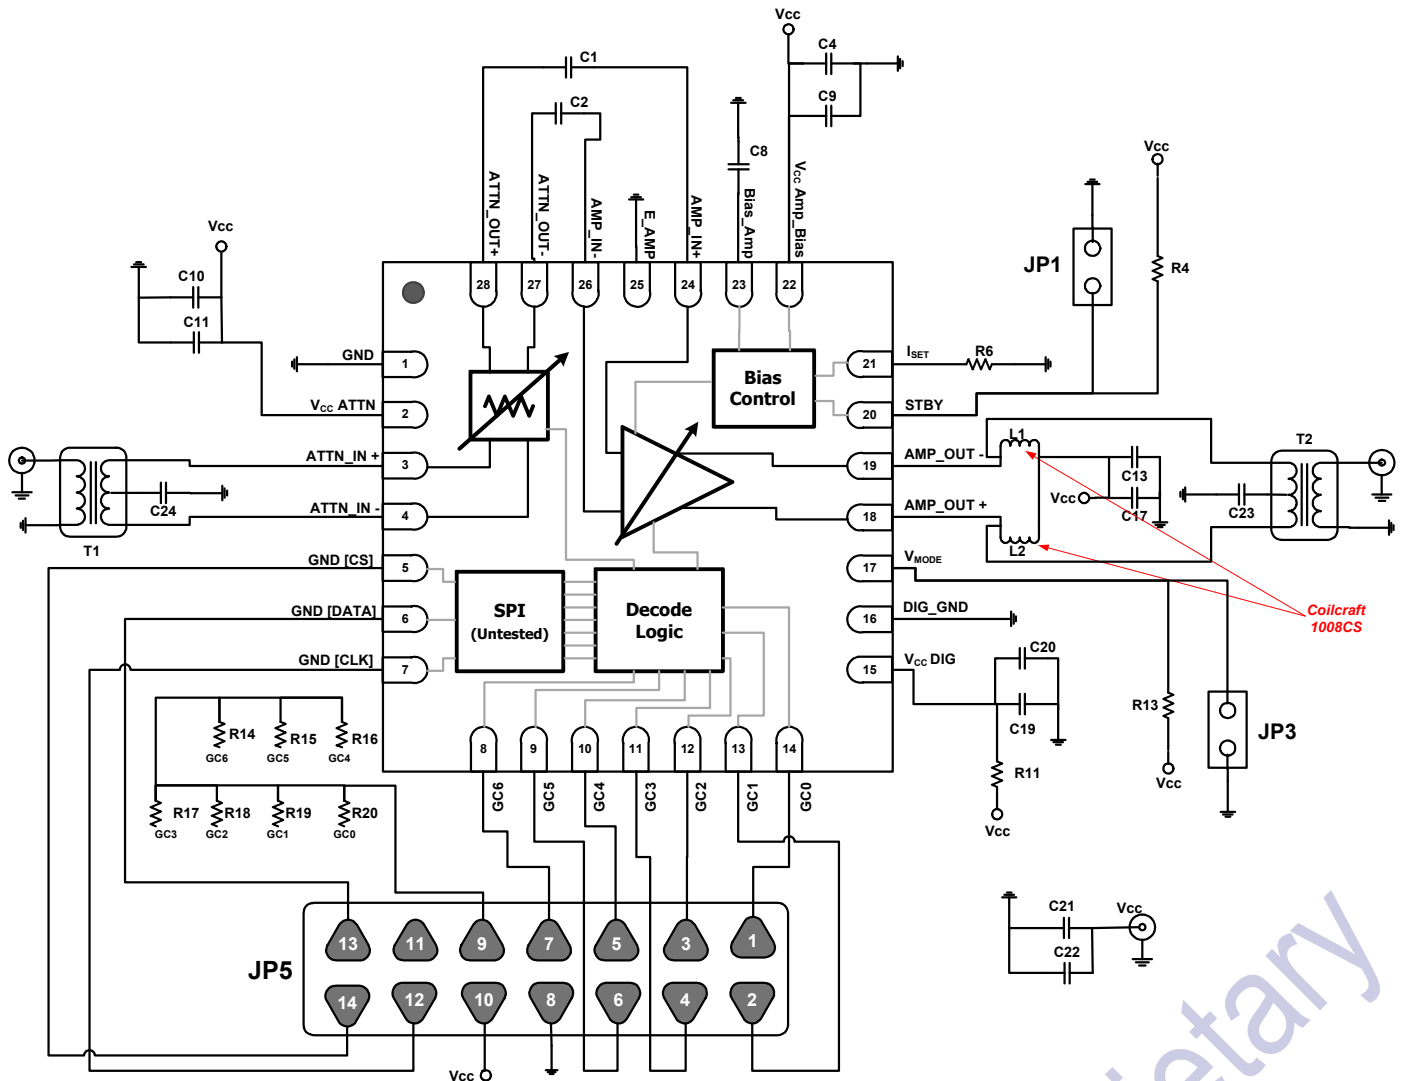 Vcc
C4
C9
C1
C2
C8
ATTN_OUT+
ATTN_OUT-
AMP_IN-
E_AMP
AMP_IN+
Bias_Amp
Vcc Amp_Bias
Vcc
JP1
R4
Vcc
C10
C11
28
27
26
25
24
23
22
GND
1
Vcc ATTN
2
ATTN_IN +
3
ATTN_IN -
4
GND [CS]
5
GND [DATA]
6
GND [CLK]
7
T1
C24
Bias
Control
21
ISET
R6
20
STBY
19
AMP_OUT -
18
AMP_OUT +
17
VMODE
16
DIG_GND
15
Vcc DIG
L1
L2
C13
Vcc
C17
C23
T2
Coilcraft
1008CS
SPI
(Untested)
Decode
Logic
C20
C19
R11
Vcc
R13
Vcc
JP3
R14
GC6
R15
GC5
R16
GC4
R17
GC3
R18
GC2
R19
GC1
R20
GC0
8
9
10
11
12
13
14
GC6
GC5
GC4
GC3
GC2
GC1
GC0
JP5
13
11
9
7
5
3
1
14
12
10
8
6
4
2
Vcc
C21
Vcc
C22